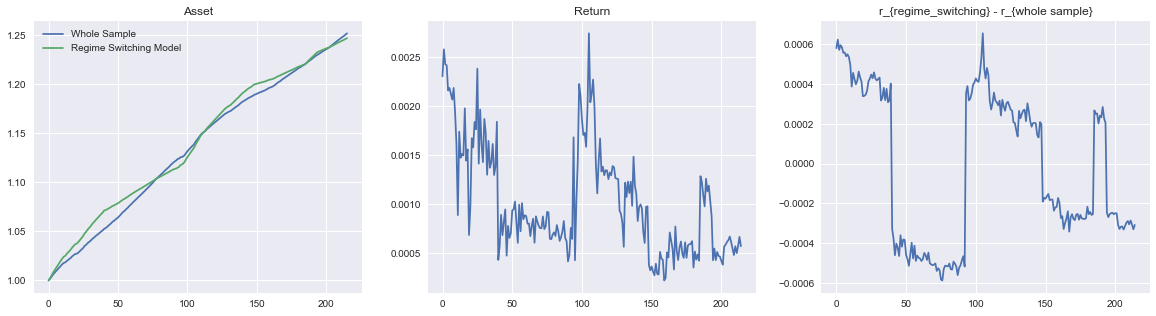 Asset
Whole Sample
Regime Switching Model
1.25
1.20
1.15
1.10
1.05
1.00
0 50 100 150 200
Return
0.0025
0.0020
0.0015
0.0010
0.0005
0 50 100 150 200
r_{regime_switching} - r_{whole sample}
0.0006
0.0004
0.0002
0.0000
−0.0002
−0.0004
−0.0006
0 50 100 150 200